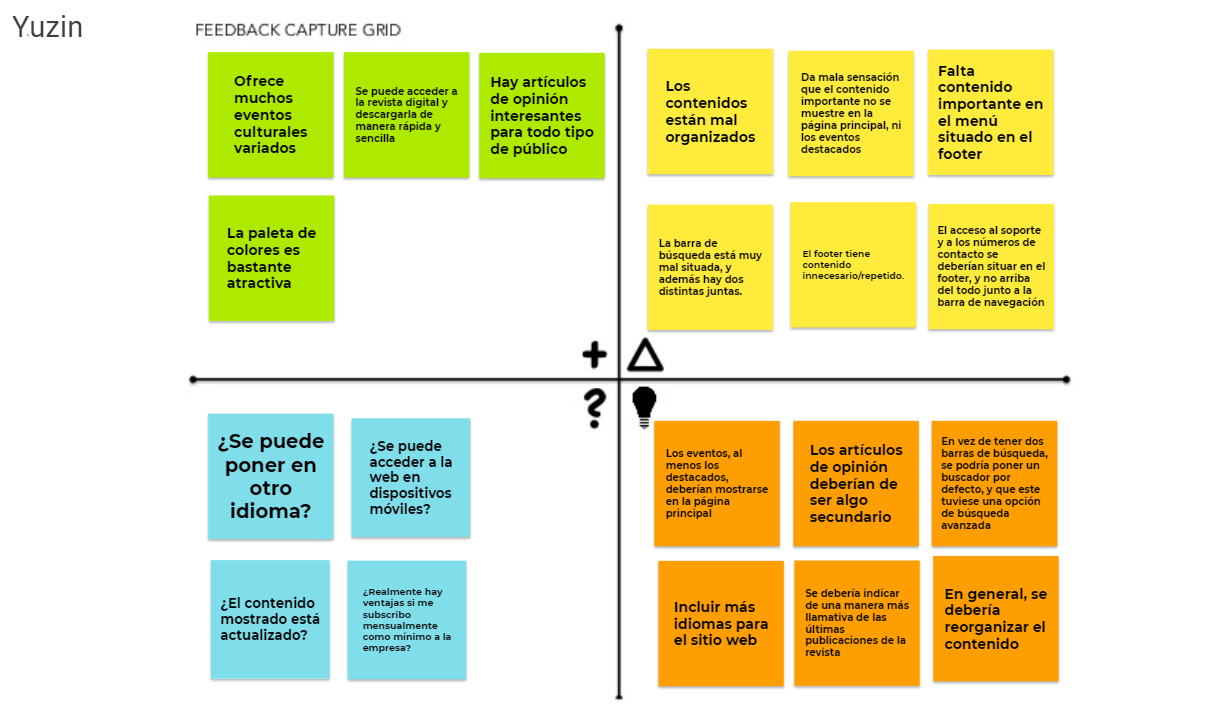 Yuzin
FEEDBACK CAPTURE GRID
Ofrece
muchos
eventos
culturales
variados
Se puede acceder a
la revista digital y
descargarla de
manera rápida y
sencilla
Hay artículos
de opinión
interesantes
para todo tipo
de público
La paleta de
colores es
bastante
atractiva
Los
contenidos
están mal
organizados
Da mala sensación
que el contenido
importante no se
muestre en la
página principal, ni
los eventos
destacados
Falta
contenido
importante en
el menú
situado en el
footer
La barra de
búsqueda está muy
mal situada, y
además hay dos
distintas juntas.
El footer tiene
contenido
innecesario/repetido.
El acceso al soporte
y a los números de
contacto se
deberían situar en el
footer, y no arriba
del todo junto a la
barra de navegación
+
?
¿Se puede
poner en
otro
idioma?
¿Se puede
acceder a la
web en
dispositivos
móviles?
¿El contenido
mostrado está
actualizado?
¿Realmente hay
ventajas si me
subscribo
mensualmente
como mínimo a la
empresa?
Los eventos, al
menos los
destacados,
deberían mostrarse
en la página
principal
Los artículos
de opinión
deberían de
ser algo
secundario
En vez de tener dos
barras de búsqueda,
se podría poner un
buscador por
defecto, y que este
tuviese una opción
de búsqueda
avanzada
Incluir más
idiomas para
el sitio web
Se debería indicar
de una manera más
llamativa de las
últimas
publicaciones de la
revista
En general, se
debería
reorganizar el
contenido